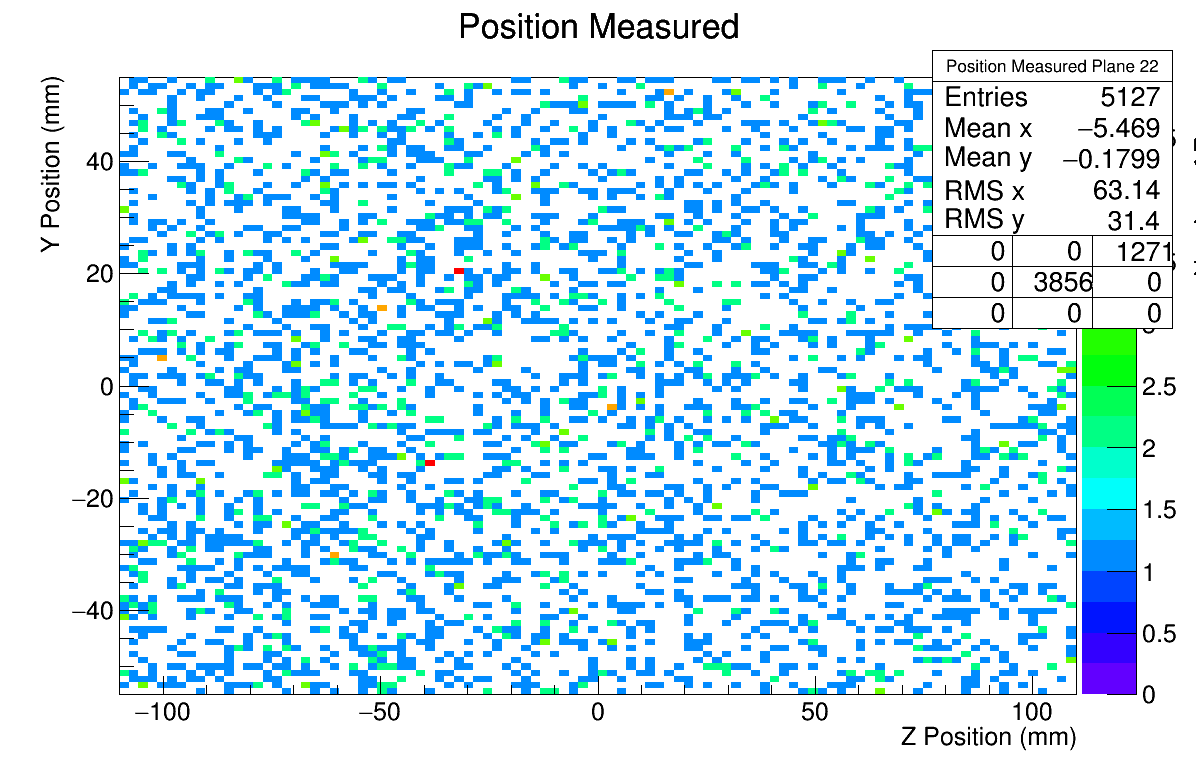 Position Measured
Position Measured Plane 22
Entries 5127
Mean x −5.469
Mean y −0.1799
RMS x 63.14
RMS y 31.4
0 0 1271
0 3856 0
0 0 0
Y Position (mm)
40
20
0
−20
−40
2.5
2
1.5
1
0.5
0
−100 −50 0 50 100
Z Position (mm)